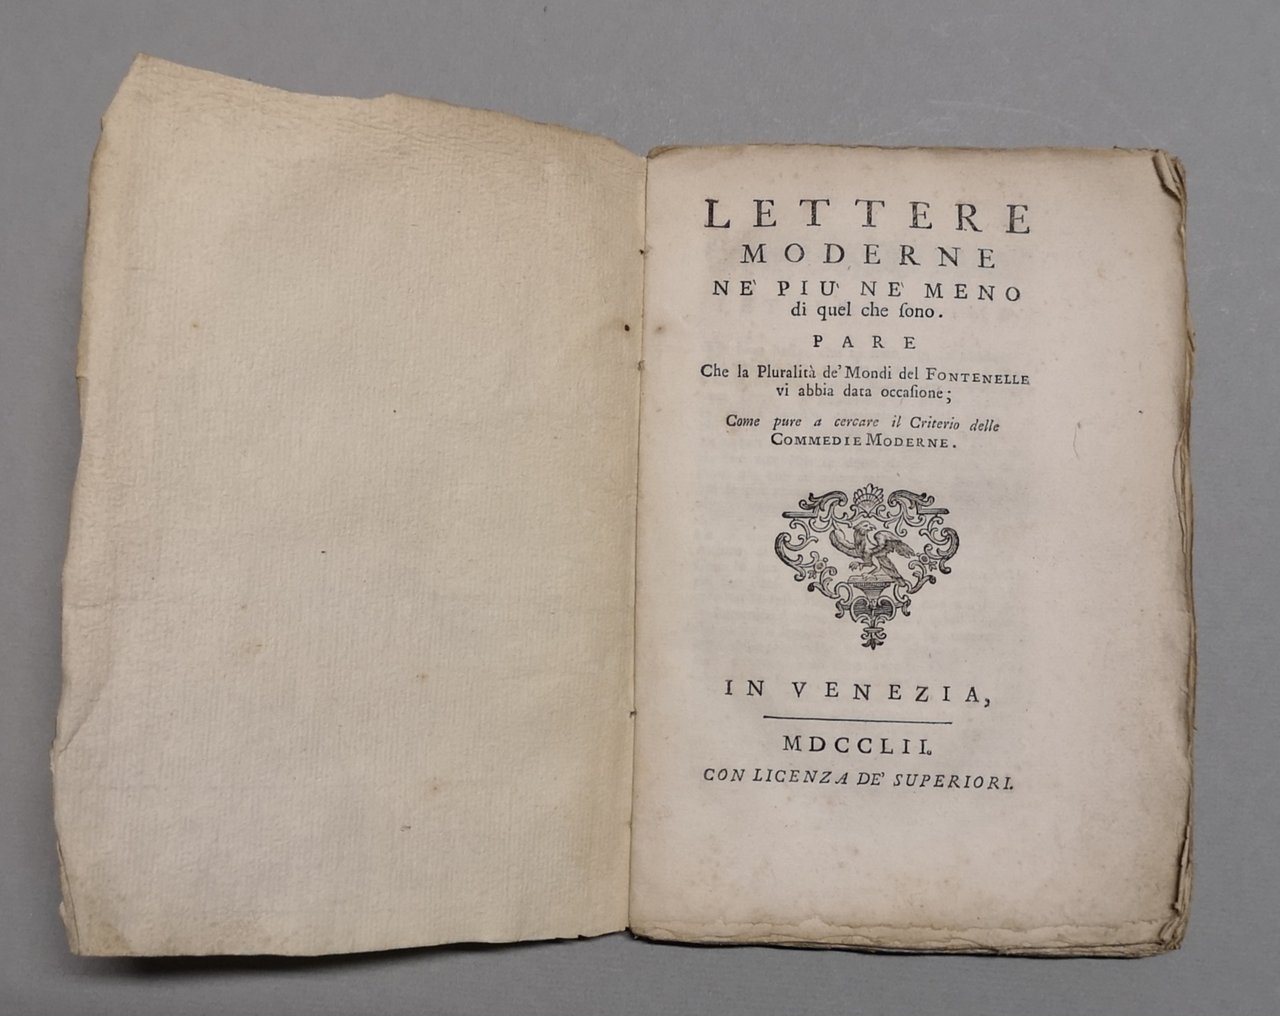 LETTERE
MODERNE
NE' PIU' NE' MENO
di quel che ſono.
PARE
Che la Pluralità de' Mondi del FONTENELLE
vi abbia data occaſione;
Come pure a cercare il Criterio delle
COMMEDIE MODERNE.
IN VENEZIA,
MDCCLII.
CON LICENZA DE' SUPERIORI.